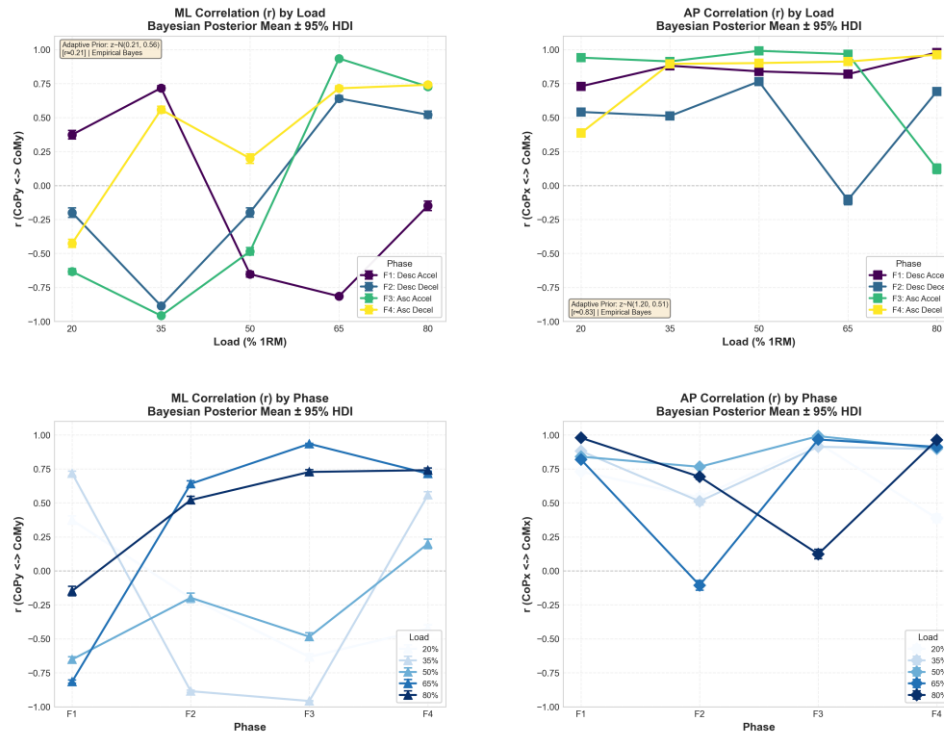 ML Correlation (r) by Load
Bayesian Posterior Mean ± 95% HDI
Adaptive Prior: z~N(0.21, 0.56)
[r=0.21] | Empirical Bayes
r (CoPy <-> CoMy)
1.00
0.75
0.50
0.25
0.00
−0.25
−0.50
−0.75
−1.00
Phase
F1: Desc Accel
F2: Desc Decel
F3: Asc Accel
F4: Asc Decel
20
35
50
65
80
Load (% 1RM)
AP Correlation (r) by Load
Bayesian Posterior Mean ± 95% HDI
r (CoPx <-> CoMx)
1.00
0.75
0.50
0.25
0.00
−0.25
−0.50
−0.75
−1.00
Adaptive Prior: z~N(1.20, 0.51)
[r=0.83] | Empirical Bayes
Phase
F1: Desc Accel
F2: Desc Decel
F3: Asc Accel
F4: Asc Decel
20
35
50
65
80
Load (% 1RM)
ML Correlation (r) by Phase
Bayesian Posterior Mean ± 95% HDI
r (CoPy <-> CoMy)
1.00
0.75
0.50
0.25
0.00
−0.25
−0.50
−0.75
−1.00
Load
20%
35%
50%
65%
80%
F1
F2
F3
F4
Phase
AP Correlation (r) by Phase
Bayesian Posterior Mean ± 95% HDI
r (CoPx <-> CoMx)
1.00
0.75
0.50
0.25
0.00
−0.25
−0.50
−0.75
−1.00
Load
20%
35%
50%
65%
80%
F1
F2
F3
F4
Phase